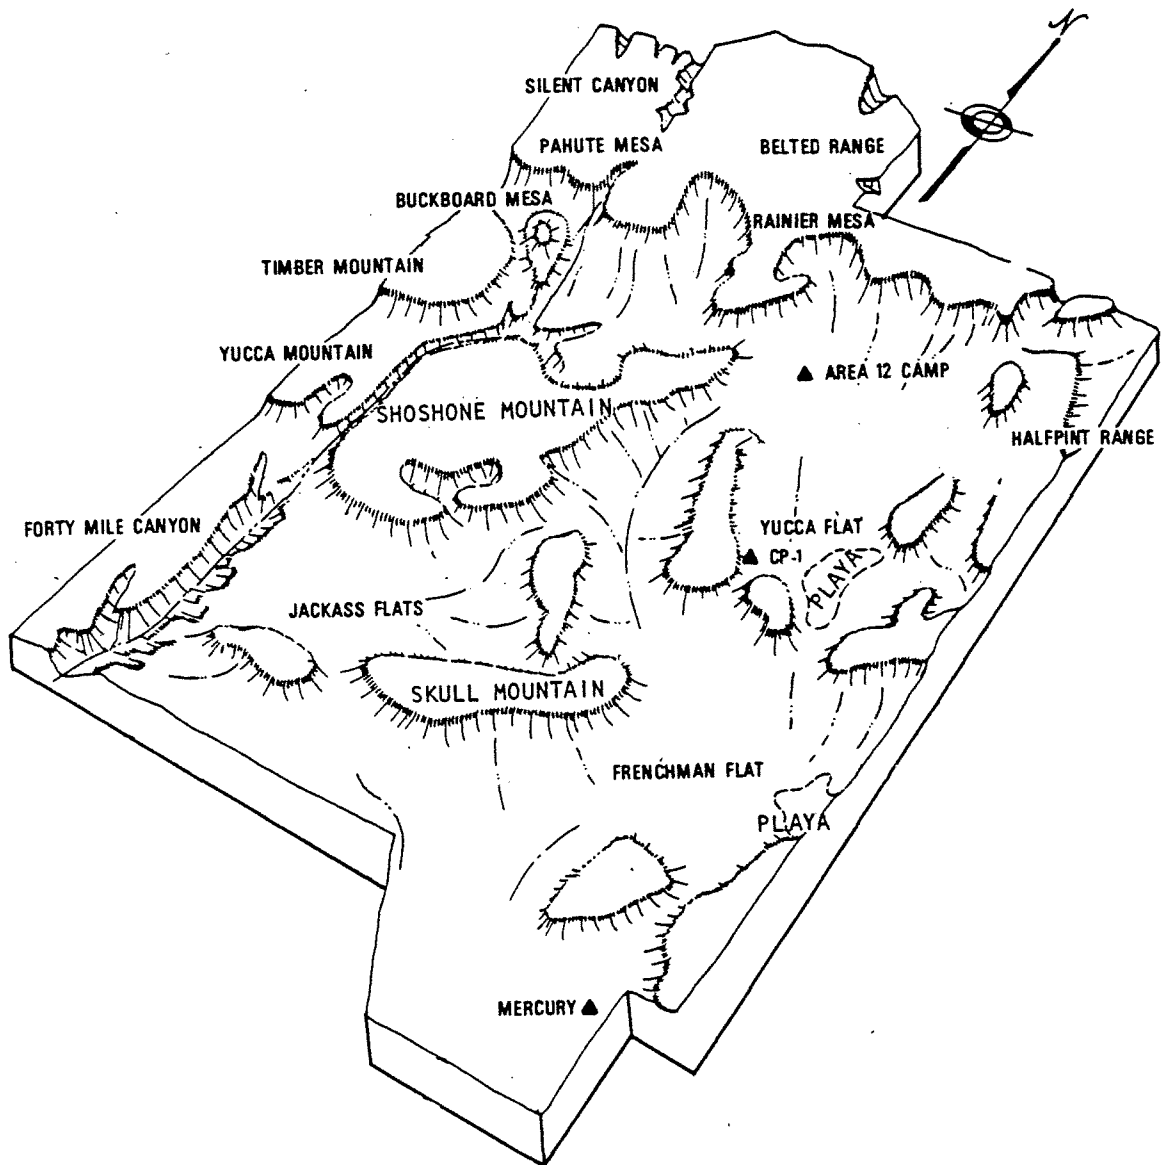 N
SILENT CANYON
PAHUTE MESA
BELTED RANGE
BUCKBOARD MESA
RAINIER MESA
TIMBER MOUNTAIN
YUCCA MOUNTAIN
AREA 12 CAMP
SHOSHONE MOUNTAIN
HALFPINT RANGE
FORTY MILE CANYON
YUCCA FLAT
CP-1
PLAYA
JACKASS FLATS
SKULL MOUNTAIN
FRENCHMAN FLAT
PLAYA
MERCURY